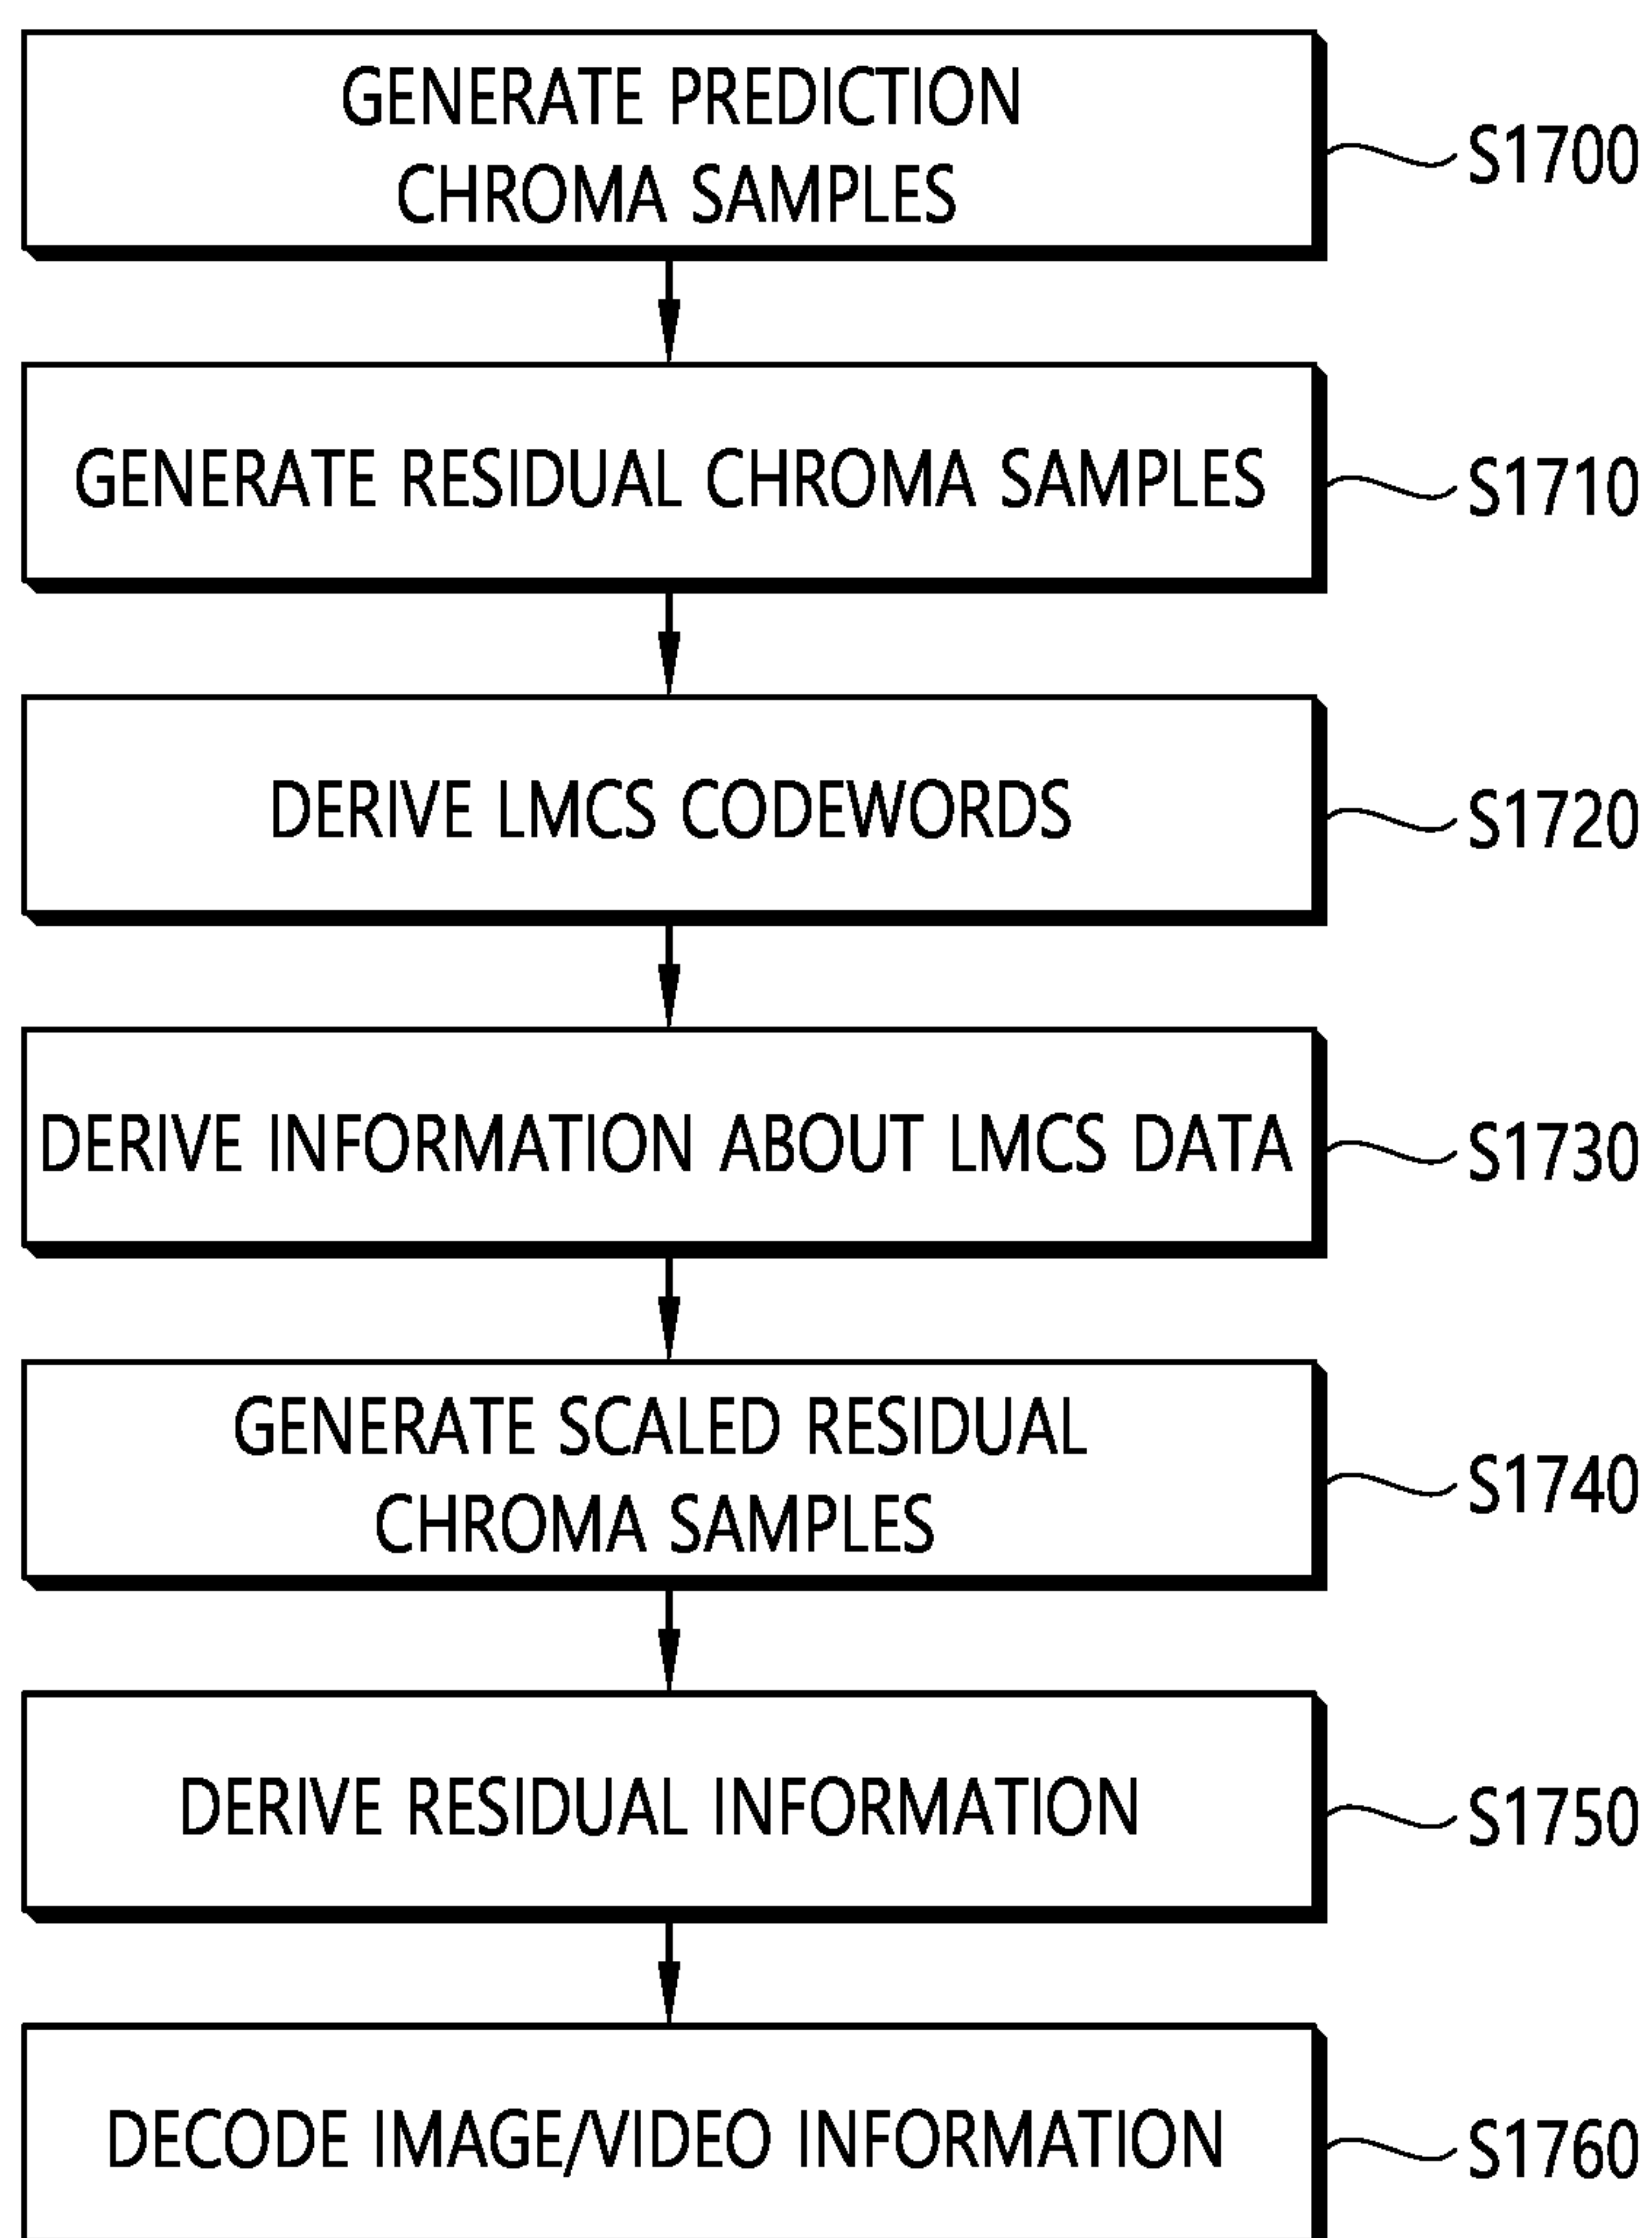 GENERATE PREDICTION
CHROMA SAMPLES
S1700
GENERATE RESIDUAL CHROMA SAMPLES
S1710
DERIVE LMCS CODEWORDS
S1720
DERIVE INFORMATION ABOUT LMCS DATA
S1730
GENERATE SCALED RESIDUAL
CHROMA SAMPLES
S1740
DERIVE RESIDUAL INFORMATION
S1750
DECODE IMAGE/VIDEO INFORMATION
S1760